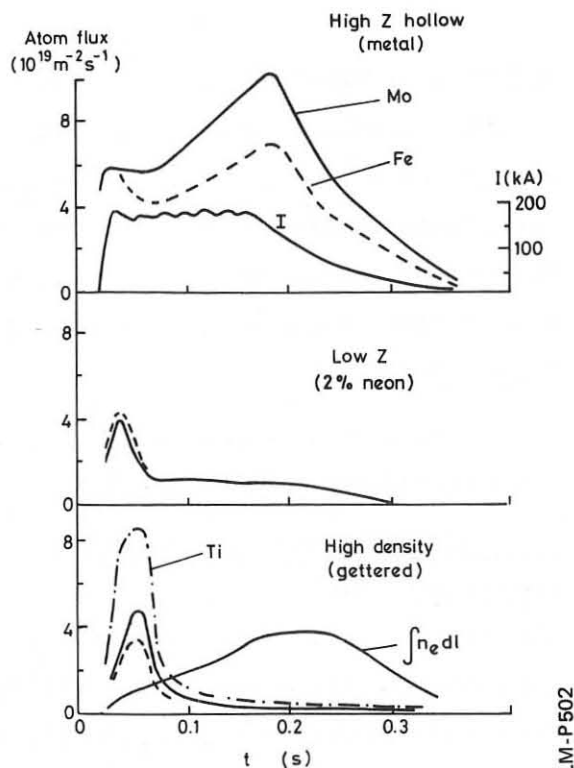 Atom flux
(10¹⁹m⁻²s⁻¹)
High Z hollow
(metal)
Mo
Fe
I
I(kA)
200
100
8
4
0
Low Z
(2% neon)
8
4
0
High density
(gettered)
Ti
∫nₑdl
8
4
0
0
0.1
0.2
0.3
t (s)
LM-P502